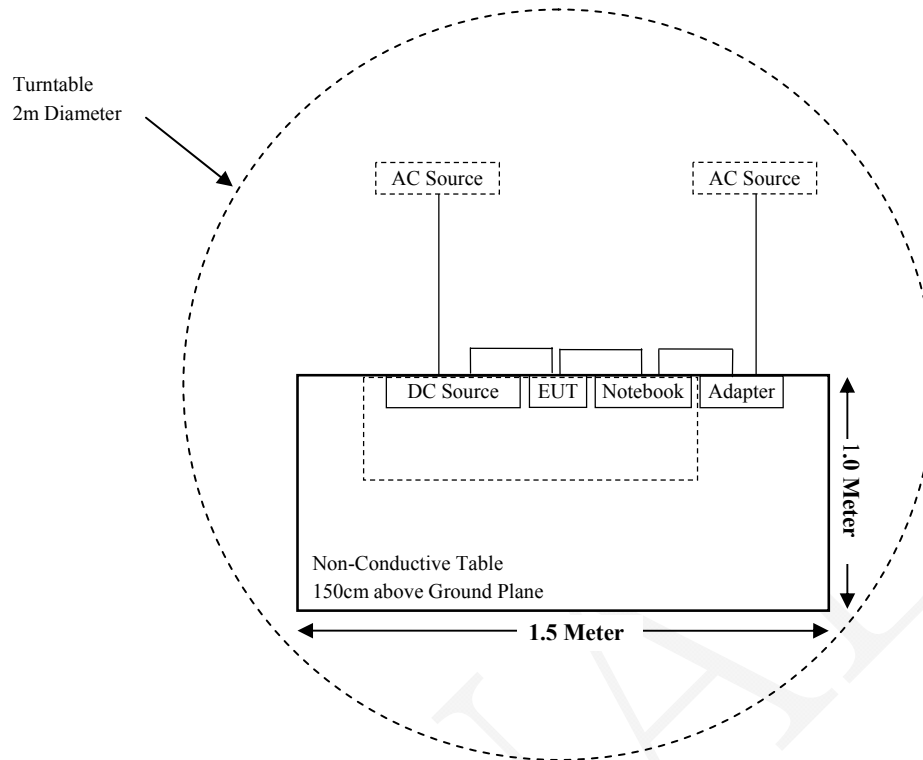 Turntable
2m Diameter
AC Source
AC Source
DC Source
EUT
Notebook
Adapter
1.0 Meter
Non-Conductive Table
150cm above Ground Plane
1.5 Meter